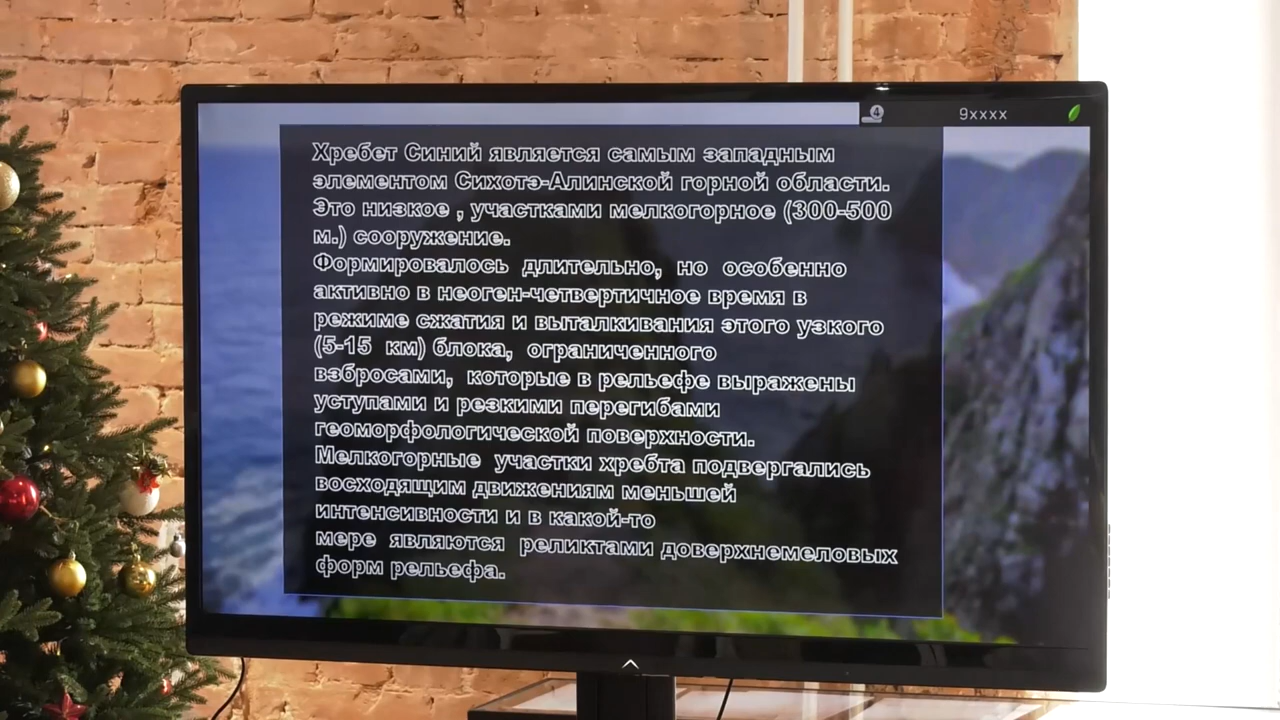 4
9xxxx
Хребет Синий является самым западным
элементом Сихотэ-Алинской горной области.
Это низкое , участками мелкогорное (300-500
м.) сооружение.
Формировалось длительно, но особенно
активно в неоген-четвертичное время в
режиме сжатия и выталкивания этого узкого
(5-15 км) блока, ограниченного
взбросами, которые в рельефе выражены
уступами и резкими перегибами
геоморфологической поверхности.
Мелкогорные участки хребта подвергались
восходящим движениям меньшей
интенсивности и в какой-то
мере являются реликтами доверхнемеловых
форм рельефа.